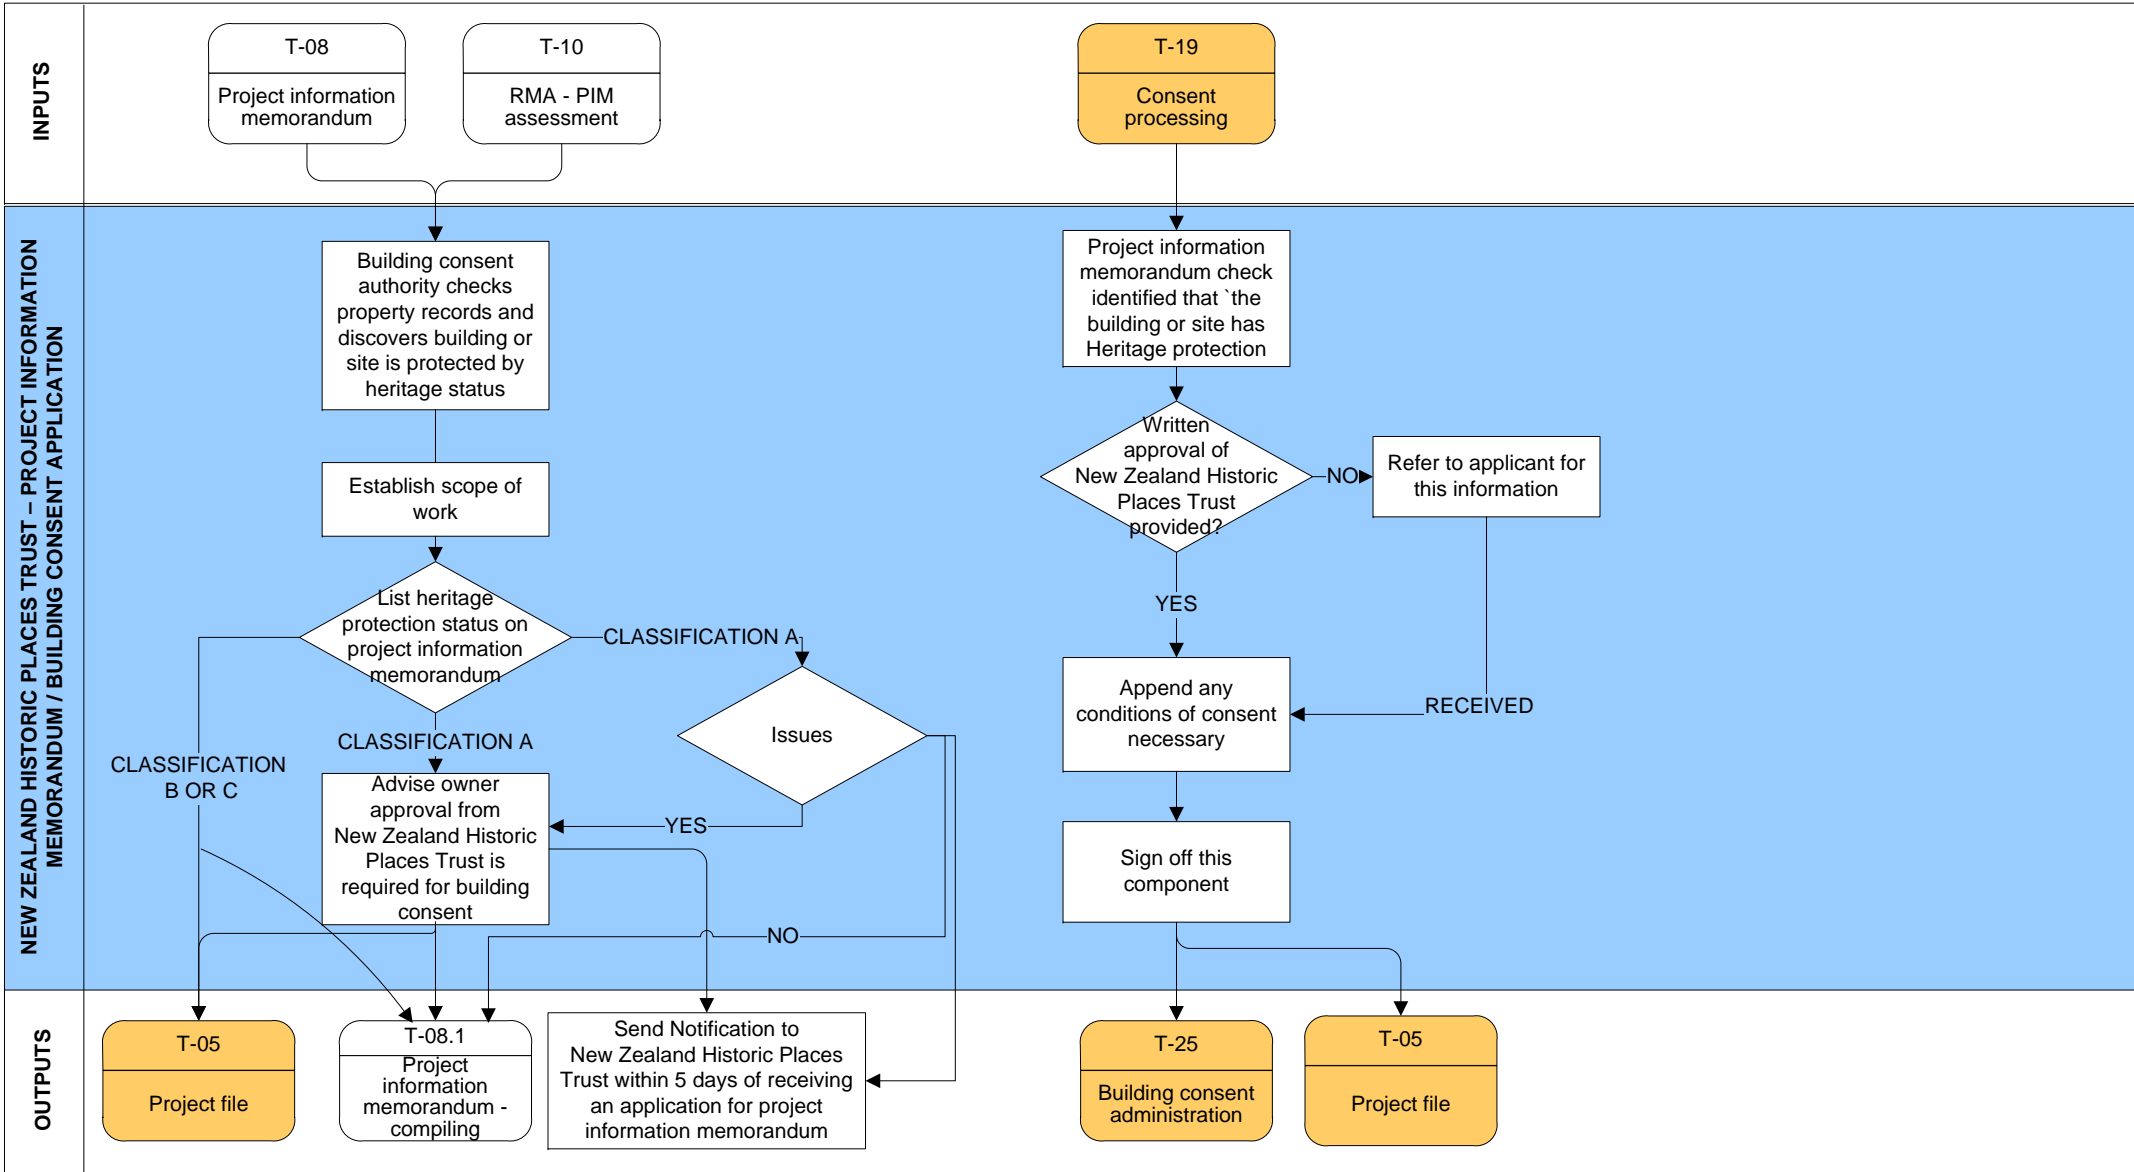 INPUTS
T-08
Project information
memorandum
T-10
RMA - PIM
assessment
T-19
Consent
processing
NEW ZEALAND HISTORIC PLACES TRUST – PROJECT INFORMATION
MEMORANDUM / BUILDING CONSENT APPLICATION
Building consent
authority checks
property records and
discovers building or
site is protected by
heritage status
Establish scope of
work
List heritage
protection status on
project information
memorandum
CLASSIFICATION A
CLASSIFICATION A
CLASSIFICATION
B OR C
Issues
YES
NO
Advise owner
approval from
New Zealand Historic
Places Trust is
required for building
consent
Project information
memorandum check
identified that `the
building or site has
Heritage protection
Written
approval of
New Zealand Historic
Places Trust
provided?
NO
Refer to applicant for
this information
YES
RECEIVED
Append any
conditions of consent
necessary
Sign off this
component
OUTPUTS
T-05
Project file
T-08.1
Project
information
memorandum -
compiling
Send Notification to
New Zealand Historic Places
Trust within 5 days of receiving
an application for project
information memorandum
T-25
Building consent
administration
T-05
Project file